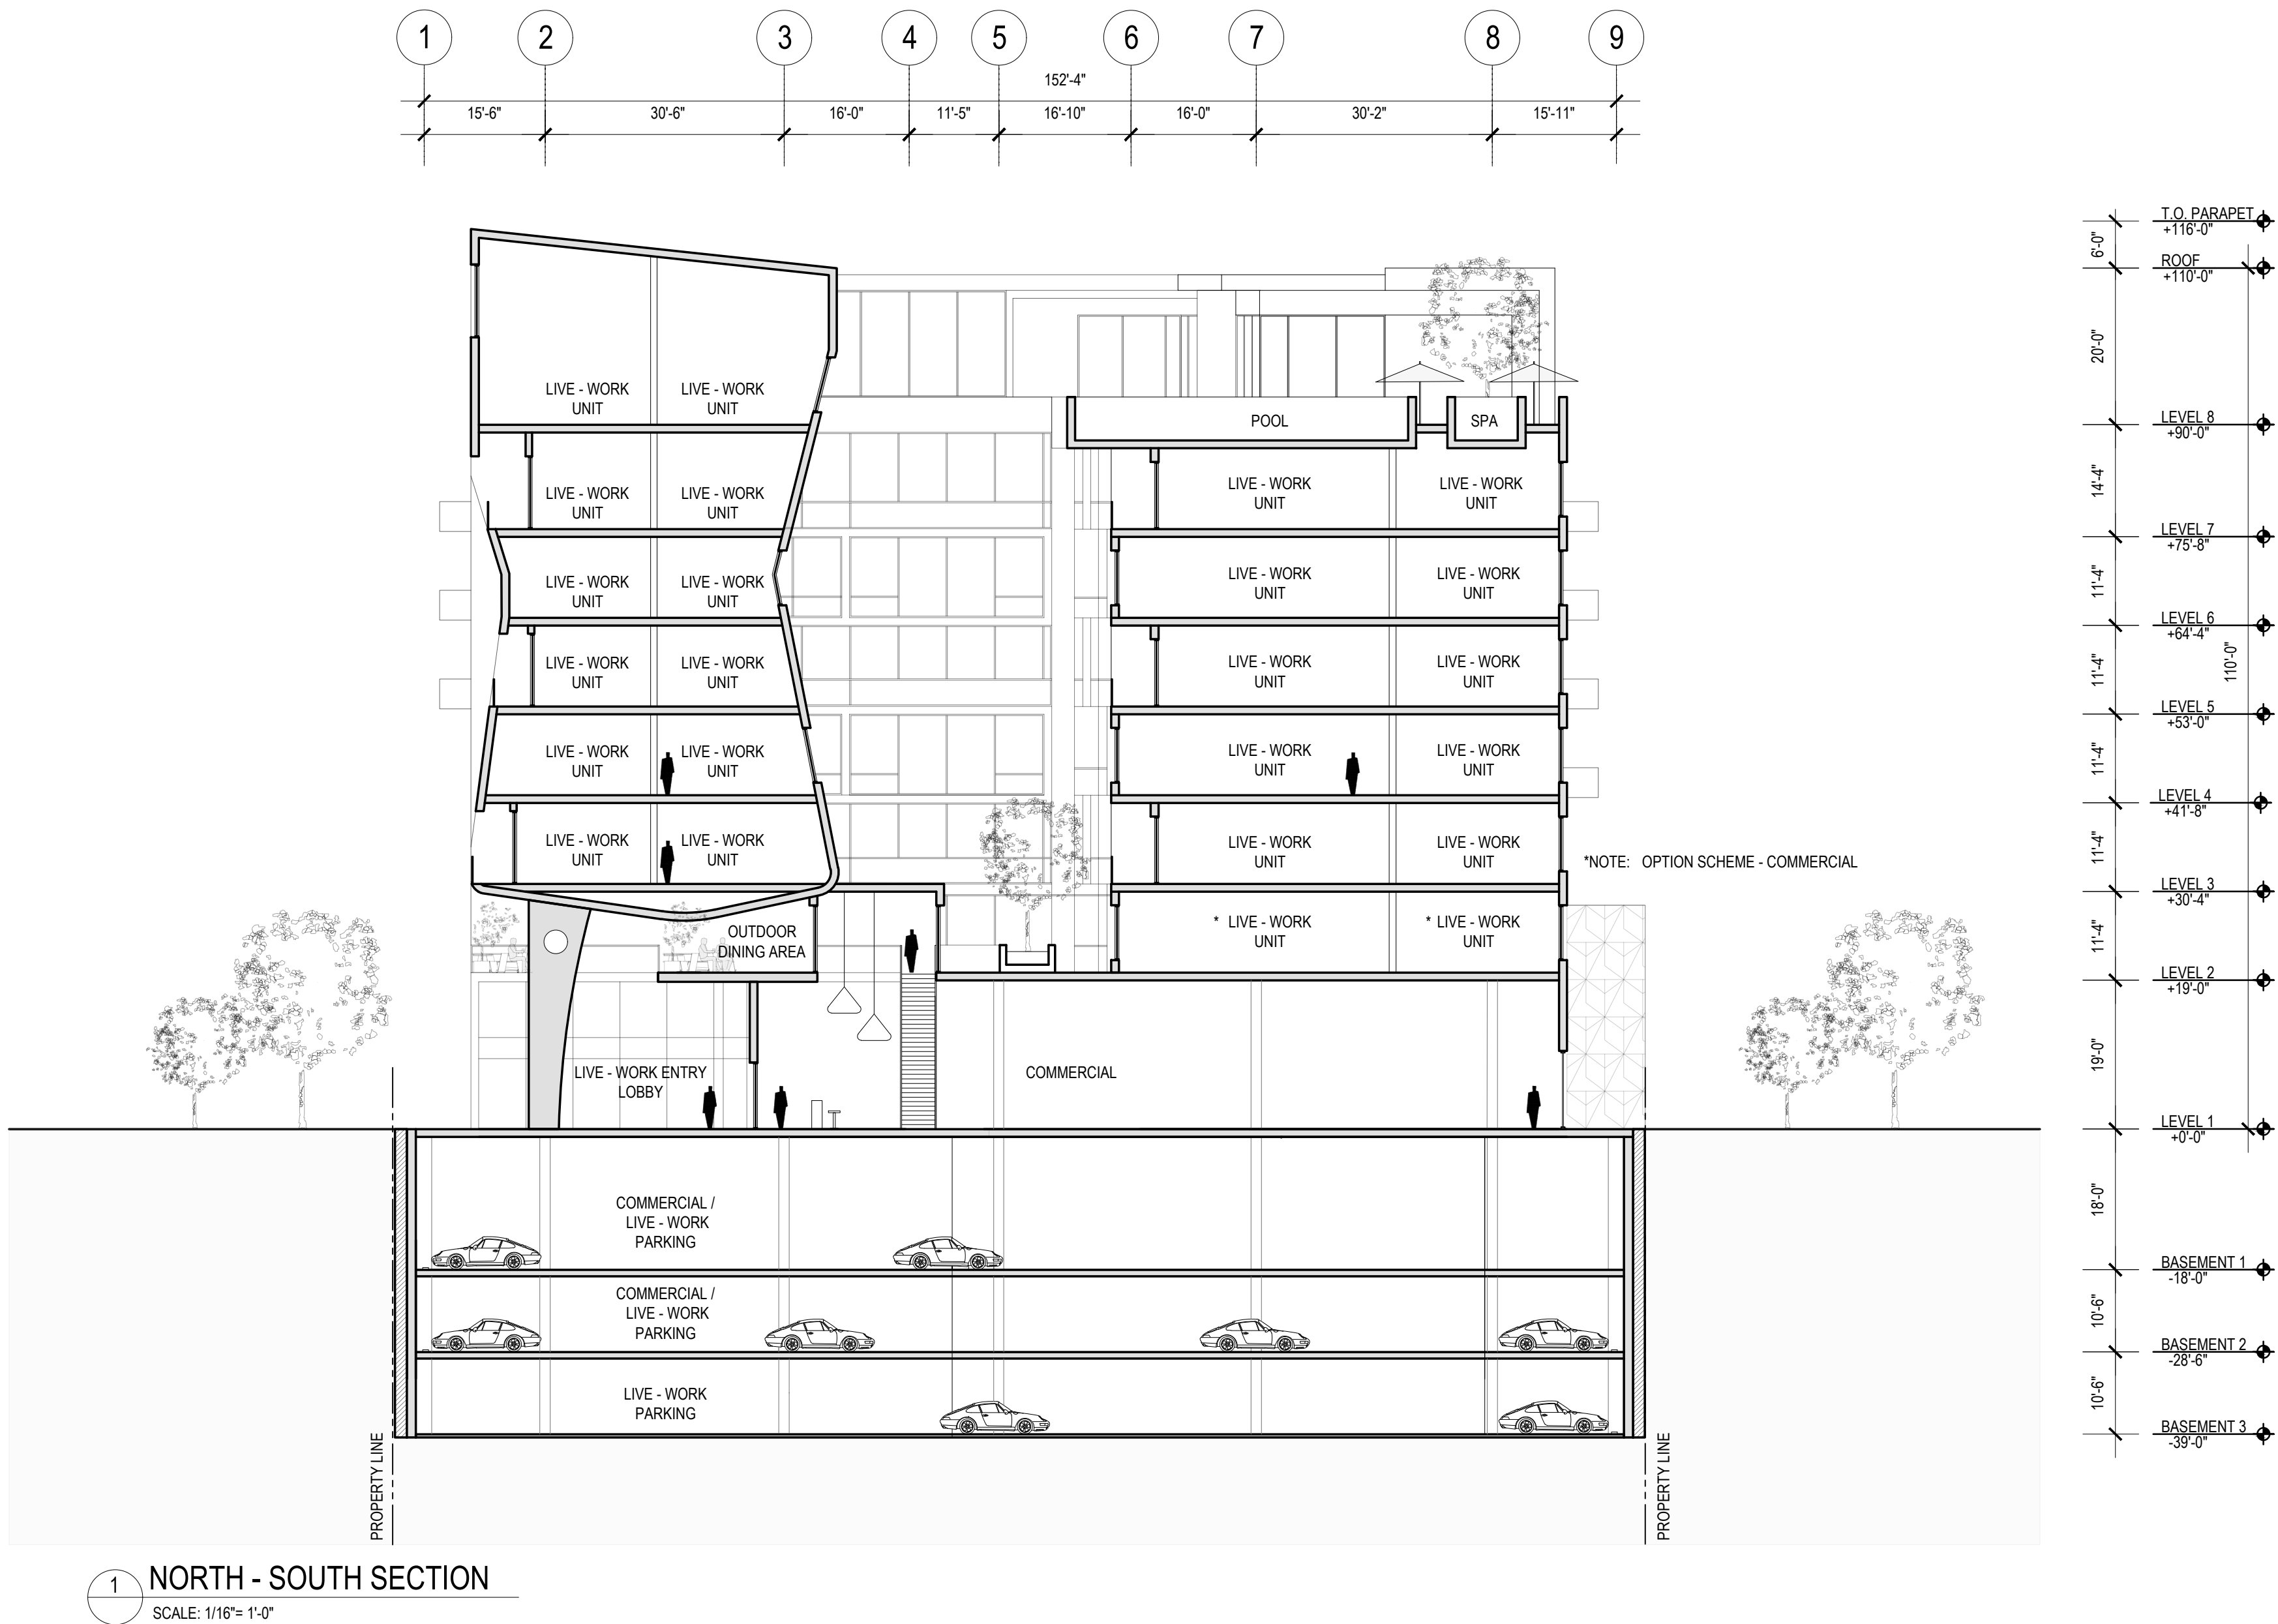 1 2 3 4 5 6 7 8 9
152'-4"
15'-6" 30'-6" 16'-0" 11'-5" 16'-10" 16'-0" 30'-2" 15'-11"
T.O. PARAPET
+116'-0"
6'-0"
ROOF
+110'-0"
20'-0"
LEVEL 8
+90'-0"
14'-4"
LEVEL 7
+75'-8"
11'-4"
LEVEL 6
+64'-4"
11'-4"
110'-0"
LEVEL 5
+53'-0"
11'-4"
LEVEL 4
+41'-8"
11'-4"
LEVEL 3
+30'-4"
11'-4"
LEVEL 2
+19'-0"
19'-0"
LEVEL 1
+0'-0"
18'-0"
BASEMENT 1
-18'-0"
10'-6"
BASEMENT 2
-28'-6"
10'-6"
BASEMENT 3
-39'-0"
LIVE - WORK
UNIT
LIVE - WORK
UNIT
POOL
SPA
LIVE - WORK
UNIT
LIVE - WORK
UNIT
LIVE - WORK
UNIT
LIVE - WORK
UNIT
LIVE - WORK
UNIT
LIVE - WORK
UNIT
LIVE - WORK
UNIT
LIVE - WORK
UNIT
LIVE - WORK
UNIT
LIVE - WORK
UNIT
LIVE - WORK
UNIT
LIVE - WORK
UNIT
LIVE - WORK
UNIT
LIVE - WORK
UNIT
LIVE - WORK
UNIT
LIVE - WORK
UNIT
LIVE - WORK
UNIT
LIVE - WORK
UNIT
LIVE - WORK
UNIT
LIVE - WORK
UNIT
*NOTE: OPTION SCHEME - COMMERCIAL
OUTDOOR
DINING AREA
* LIVE - WORK
UNIT
* LIVE - WORK
UNIT
LIVE - WORK ENTRY
LOBBY
COMMERCIAL
COMMERCIAL /
LIVE - WORK
PARKING
COMMERCIAL /
LIVE - WORK
PARKING
LIVE - WORK
PARKING
PROPERTY LINE
PROPERTY LINE
1 NORTH - SOUTH SECTION
SCALE: 1/16"= 1'-0"